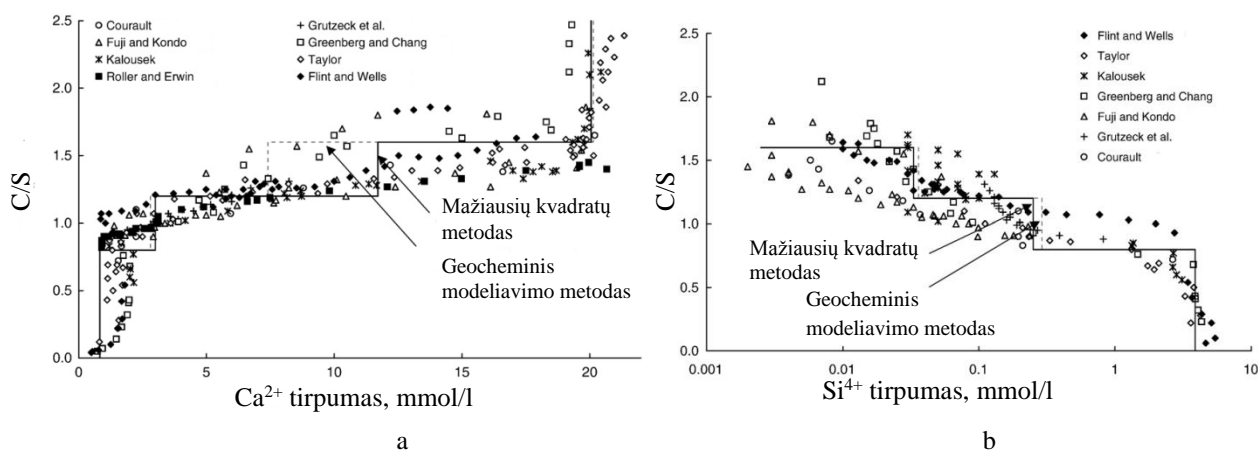 2.5
2.0
1.5
1.0
0.5
0.0
C/S
Courault
Fuji and Kondo
Kalousek
Roller and Erwin
Grutzeck et al.
Greenberg and Chang
Taylor
Flint and Wells
Mažiausių kvadratų
metodas
Geocheminis
modeliavimo metodas
0 5 10 15 20
Ca²⁺ tirpumas, mmol/l
a
2.5
2.0
1.5
1.0
0.5
0.0
C/S
Flint and Wells
Taylor
Kalousek
Greenberg and Chang
Fuji and Kondo
Grutzeck et al.
Courault
Mažiausių kvadratų
metodas
Geocheminis
modeliavimo metodas
0.001 0.01 0.1 1 10
Si⁴⁺ tirpumas, mmol/l
b